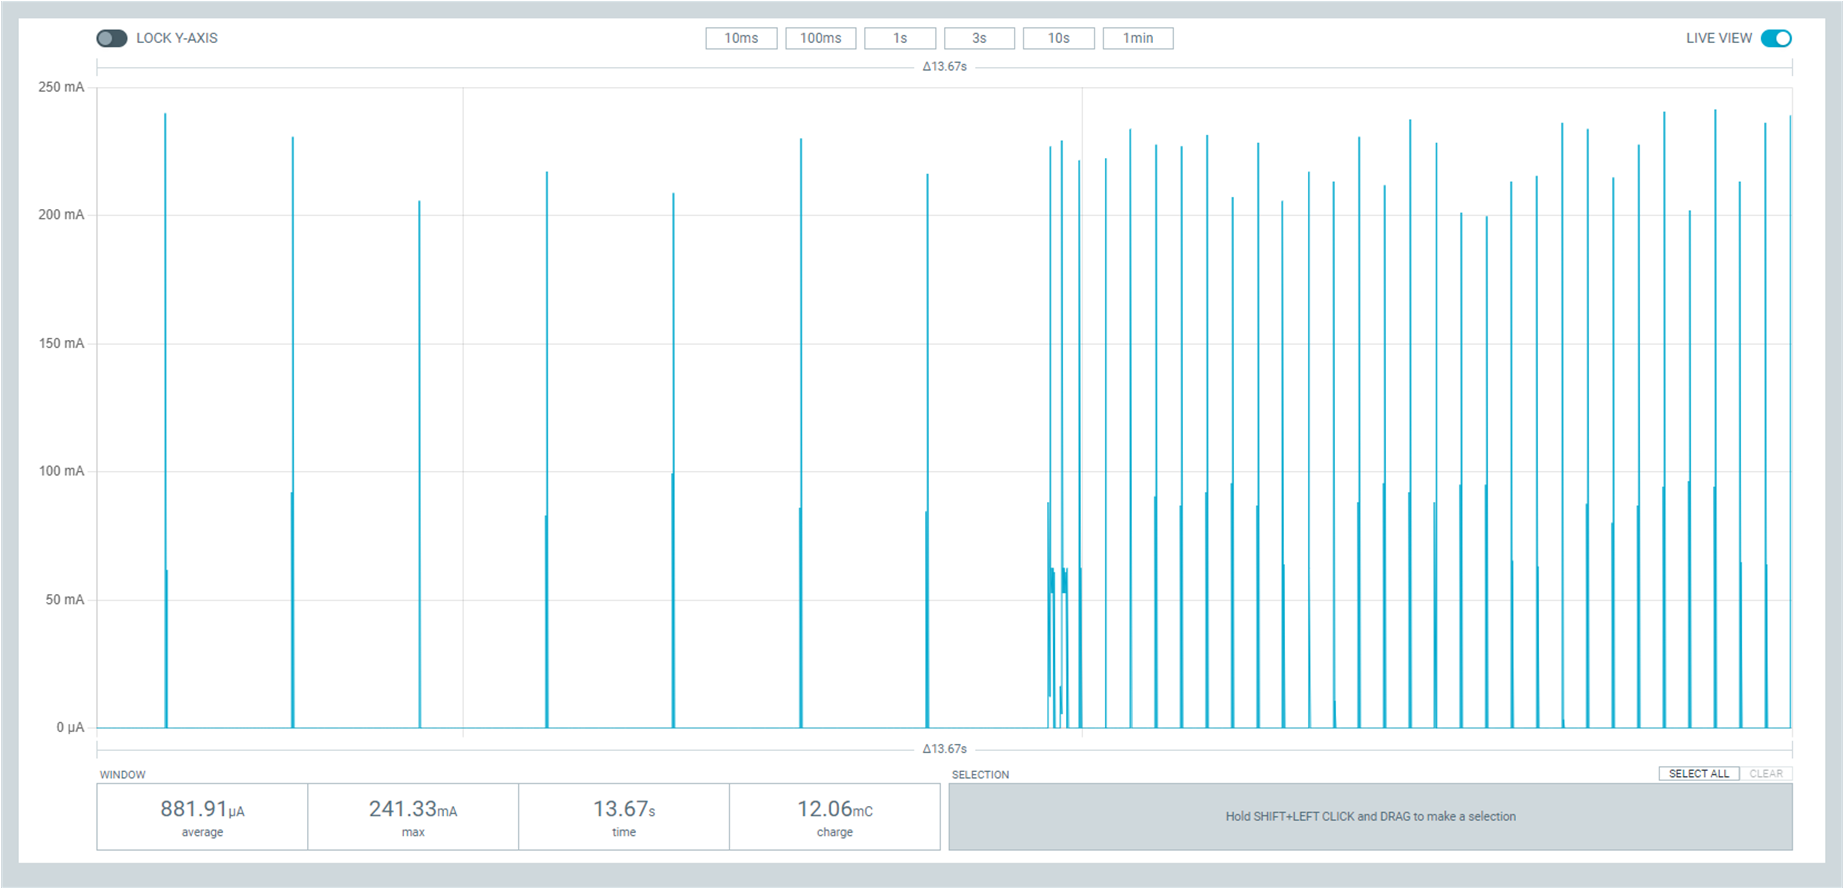 LOCK Y-AXIS
10ms 100ms 1s 3s 10s 1min
LIVE VIEW
Δ13.67s
250 mA
200 mA
150 mA
100 mA
50 mA
0 µA
Δ13.67s
WINDOW
881.91µA
average
241.33mA
max
13.67s
time
12.06mC
charge
SELECTION
SELECT ALL CLEAR
Hold SHIFT+LEFT CLICK and DRAG to make a selection